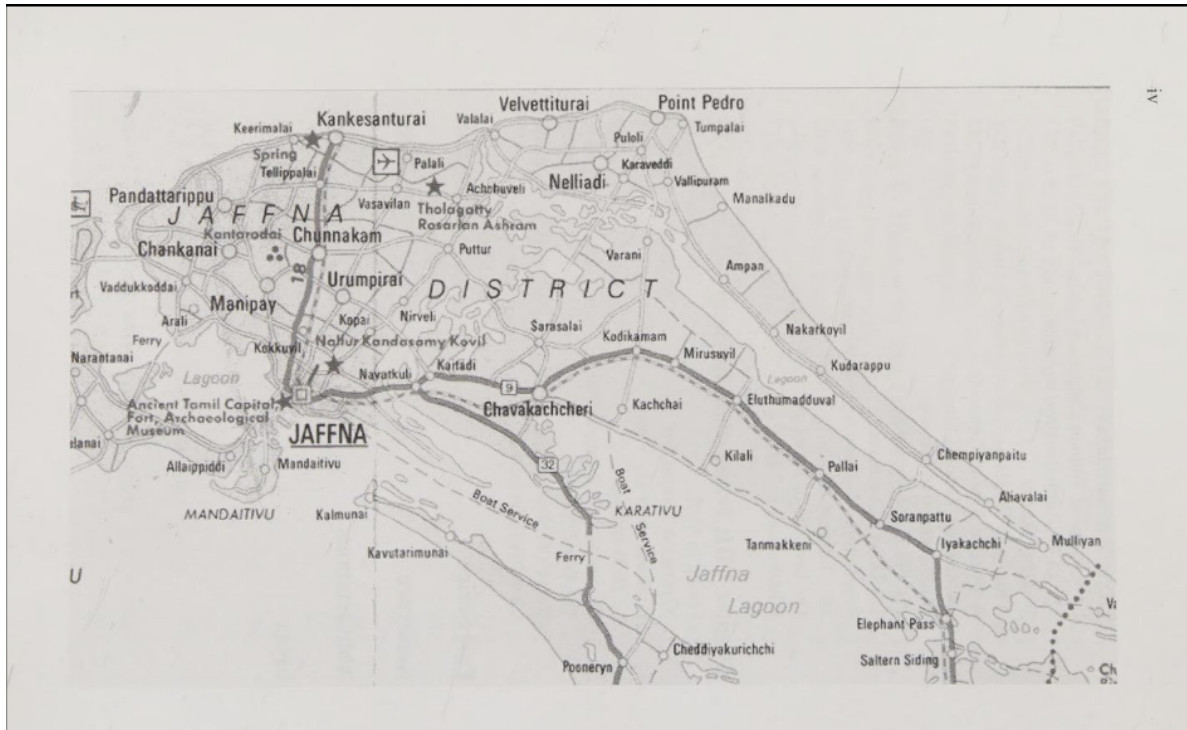 iv
Velvettiturai
Point Pedro
Kankesanturai
Valalai
Keerimalai
Tumpalai
Puloli
Spring
Palali
Karaveddi
Tellippalai
Nelliadi
Vallipuram
Achchuveli
Pandattarippu
Vasavilan
Manalkadu
Tholagatty
JAFFNA
Rosarian Ashram
Kantarodai
Chunnakam
Chankanai
Puttur
Varani
Ampan
18
Urumpirai
Vaddukkoddai
DISTRICT
Manipay
Nirveli
Arali
Kopai
Sarasalai
Nakarkoyil
Ferry
Kokkuvil
Nallur Kandasamy Kovil
Kodikamam
Mirusuvil
Narantanai
Kaitadi
Kudarappu
Lagoon
Navatkuli
Lagoon
9
Eluthumadduval
Ancient Tamil Capital,
Fort, Archaeological
Museum
Chavakachcheri
Kachchai
JAFFNA
Chempiyanpattu
Allaippiddi
Mandaitivu
32
Kilali
Pallai
Boat Service
Boat Service
Aliavalai
MANDAITIVU
Kalmunai
KARATIVU
Soranpattu
Kavutarimunai
Ferry
Tanmakkeni
Iyakachchi
Mulliyan
U
Jaffna
Lagoon
Elephant Pass
Cheddiyakurichchi
Saltern Siding
Pooneryn